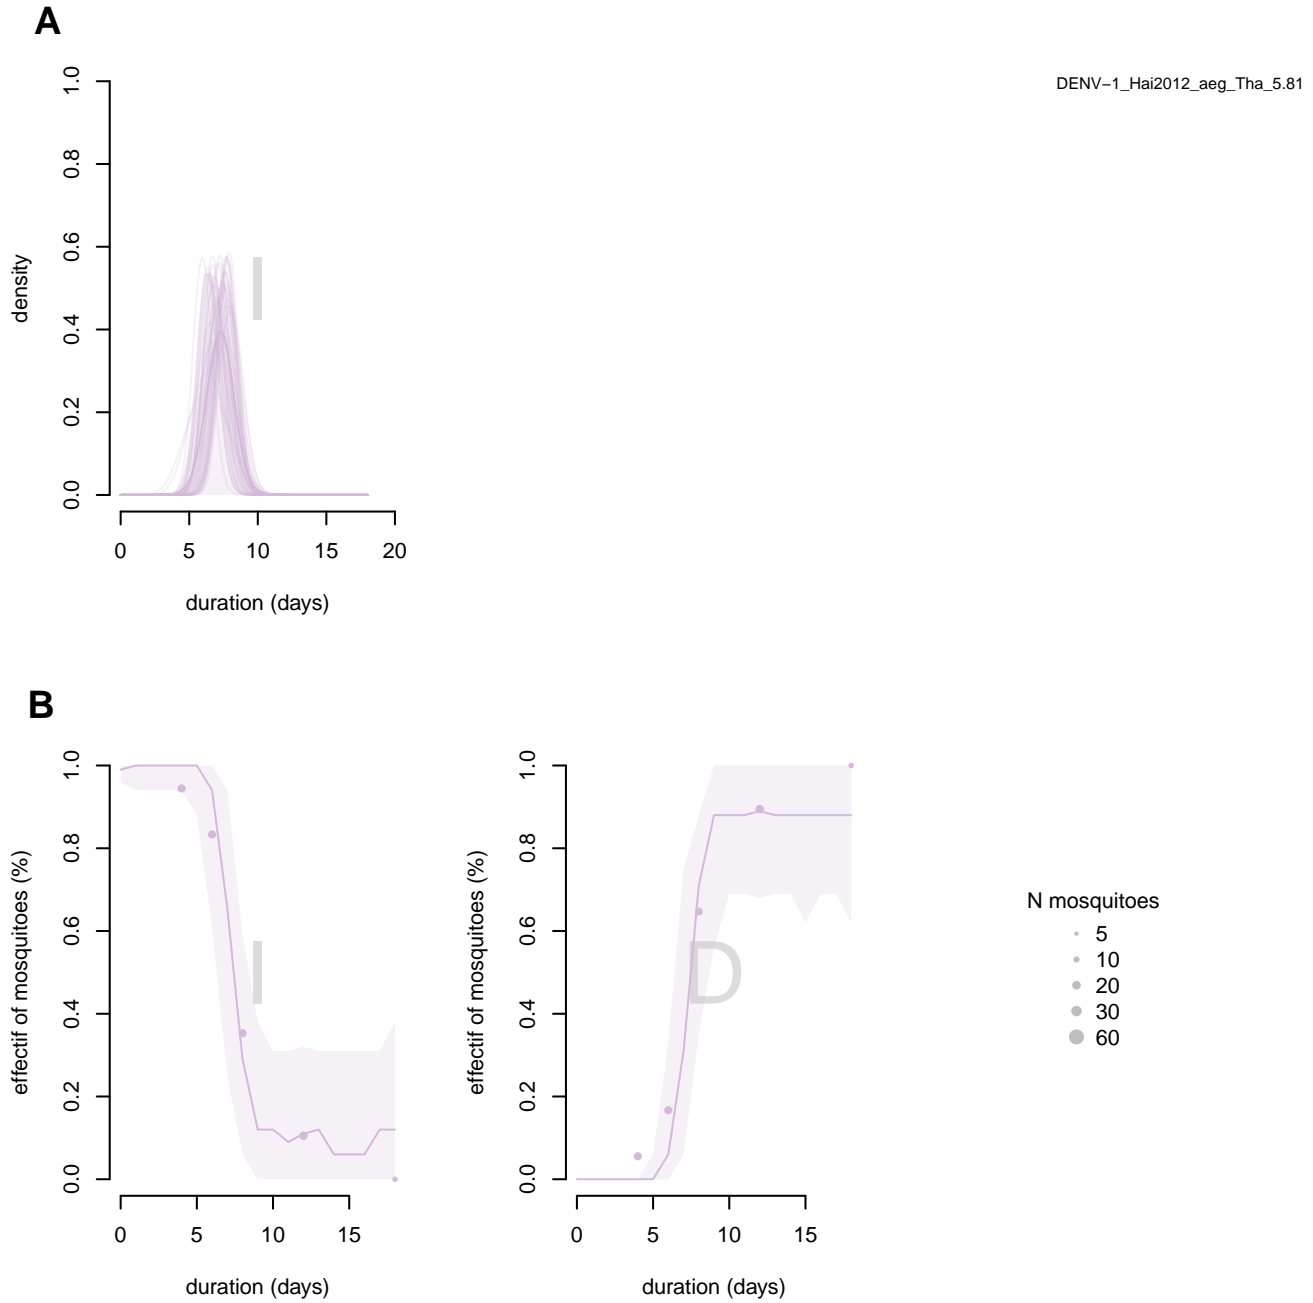 A
DENV−1_Hai2012_aeg_Tha_5.81
density
0.0 0.2 0.4 0.6 0.8 1.0
I
0 5 10 15 20
duration (days)
B
effectif of mosquitoes (%)
0.0 0.2 0.4 0.6 0.8 1.0
I
0 5 10 15
duration (days)
effectif of mosquitoes (%)
0.0 0.2 0.4 0.6 0.8 1.0
D
0 5 10 15
duration (days)
N mosquitoes
5
10
20
30
60